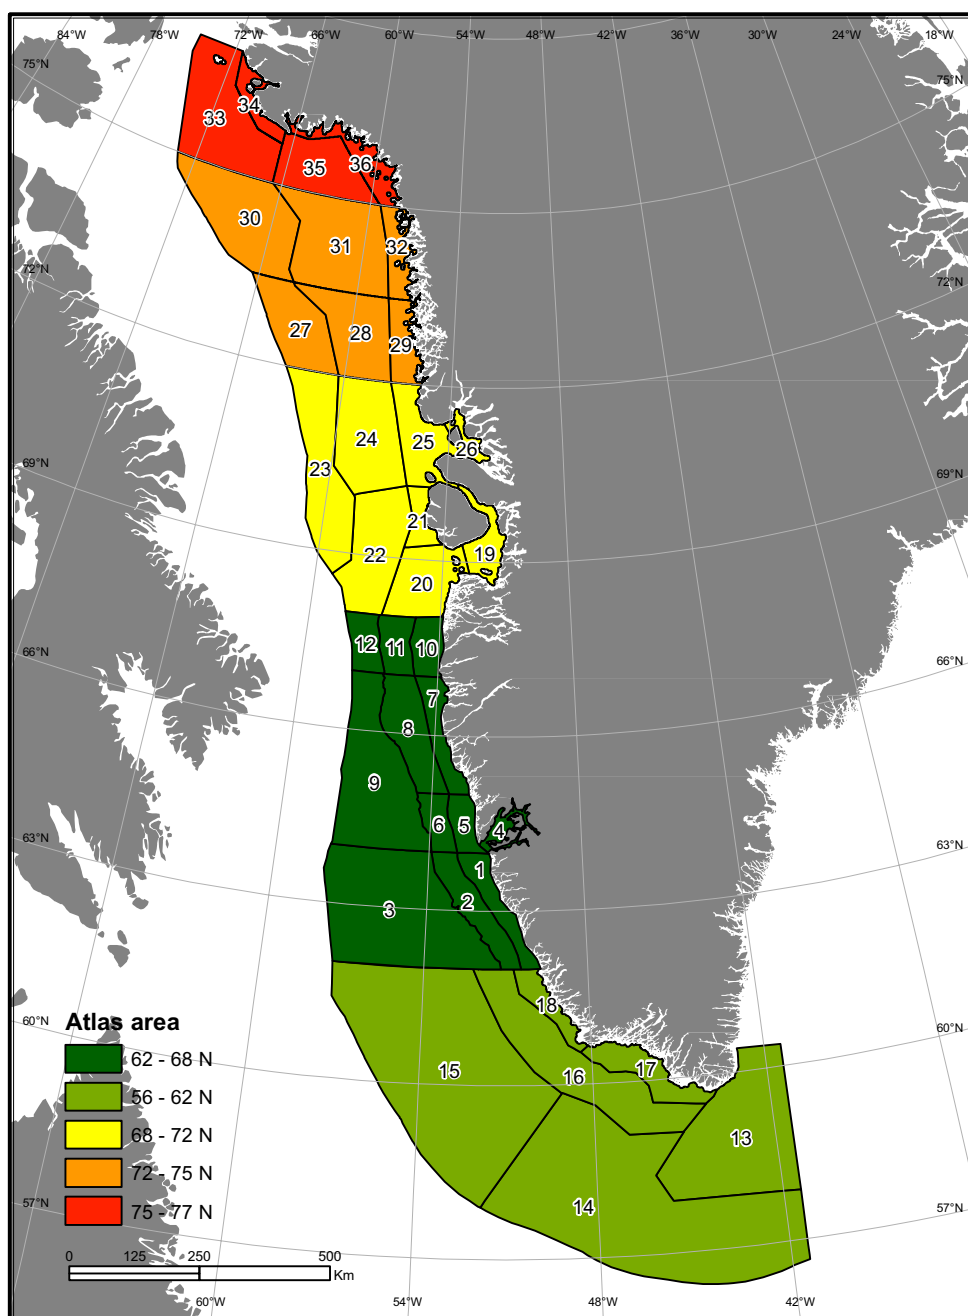 84°W 78°W 72°W 66°W 60°W 54°W 48°W 42°W 36°W 30°W 24°W 18°W
75°N 75°N
34
33
35 36
30
31 32
72°N 72°N
27 28 29
24 25
26
23
69°N 69°N
21
22 19
20
12 11 10
66°N 66°N
7
8
9
6 5 4
63°N 63°N
1
2
3
18
60°N 60°N
15 16 17
13
14
57°N 57°N
Atlas area
62 - 68 N
56 - 62 N
68 - 72 N
72 - 75 N
75 - 77 N
0 125 250 500
Km
60°W 54°W 48°W 42°W